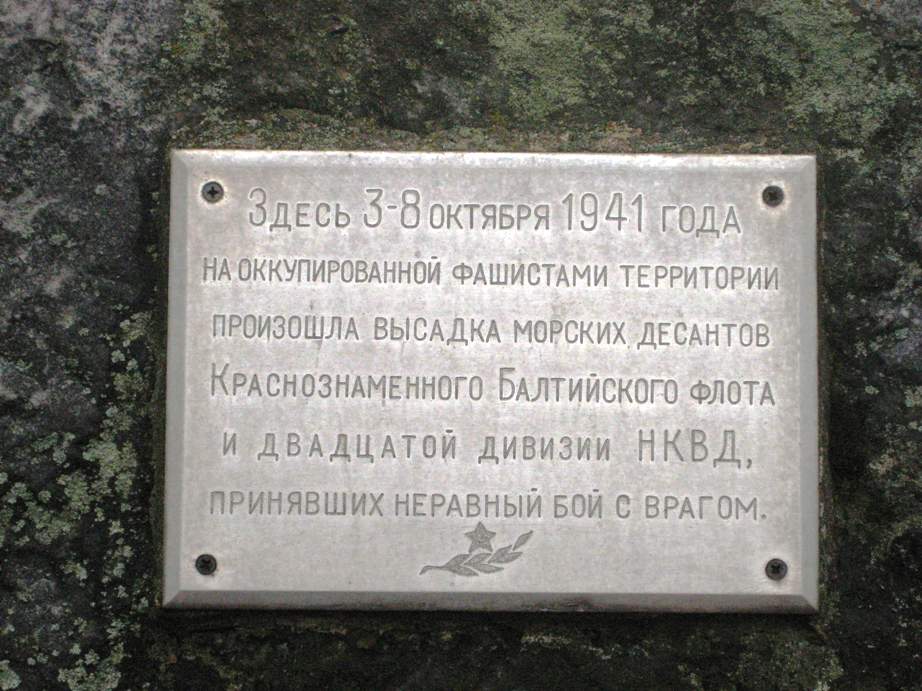 Здесь 3-8 октября 1941 года
на оккупированной фашистами территории
произошла высадка морских десантов
Краснознаменного Балтийского флота
и двадцатой дивизии НКВД,
принявших неравный бой с врагом.